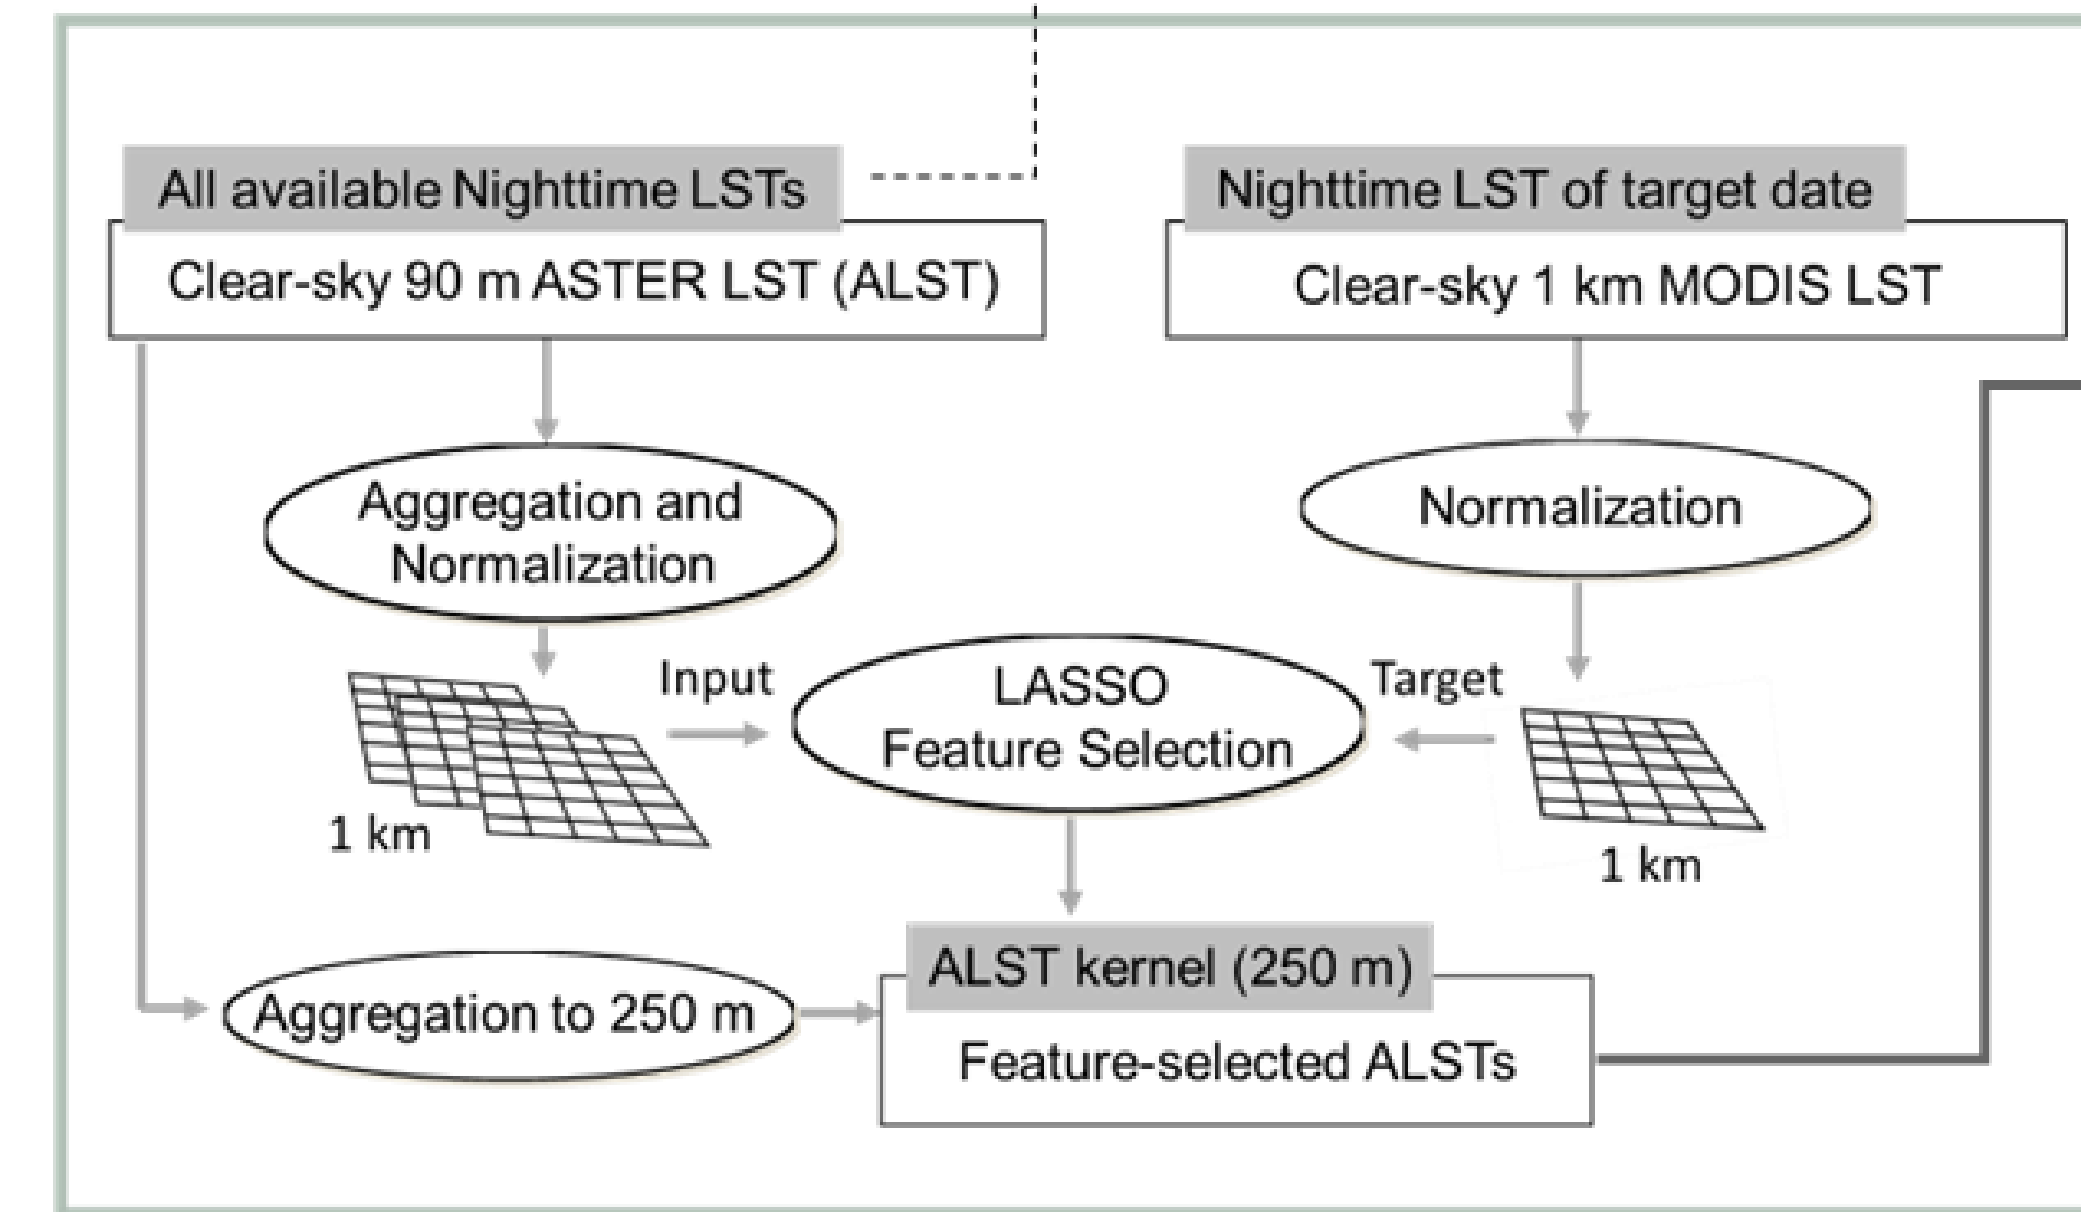 All available Nighttime LSTs
Clear-sky 90 m ASTER LST (ALST)
Nighttime LST of target date
Clear-sky 1 km MODIS LST
Aggregation and
Normalization
Normalization
Input
LASSO
Feature Selection
Target
1 km
1 km
ALST kernel (250 m)
Aggregation to 250 m
Feature-selected ALSTs